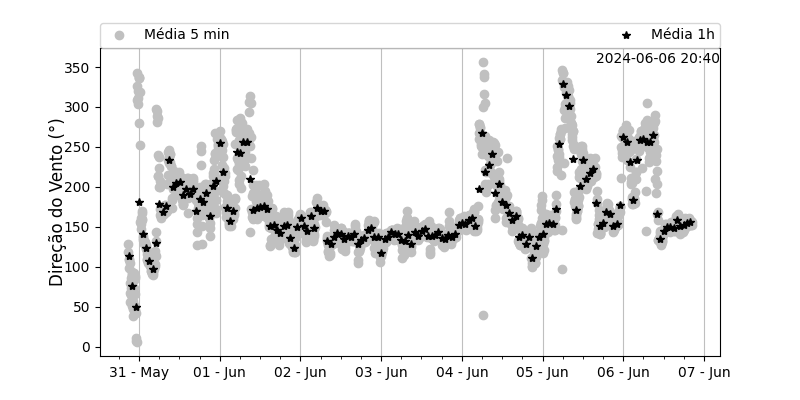 Média 5 min
Média 1h
2024-06-06 20:40
Direção do Vento (°)
350
300
250
200
150
100
50
0
31 - May
01 - Jun
02 - Jun
03 - Jun
04 - Jun
05 - Jun
06 - Jun
07 - Jun